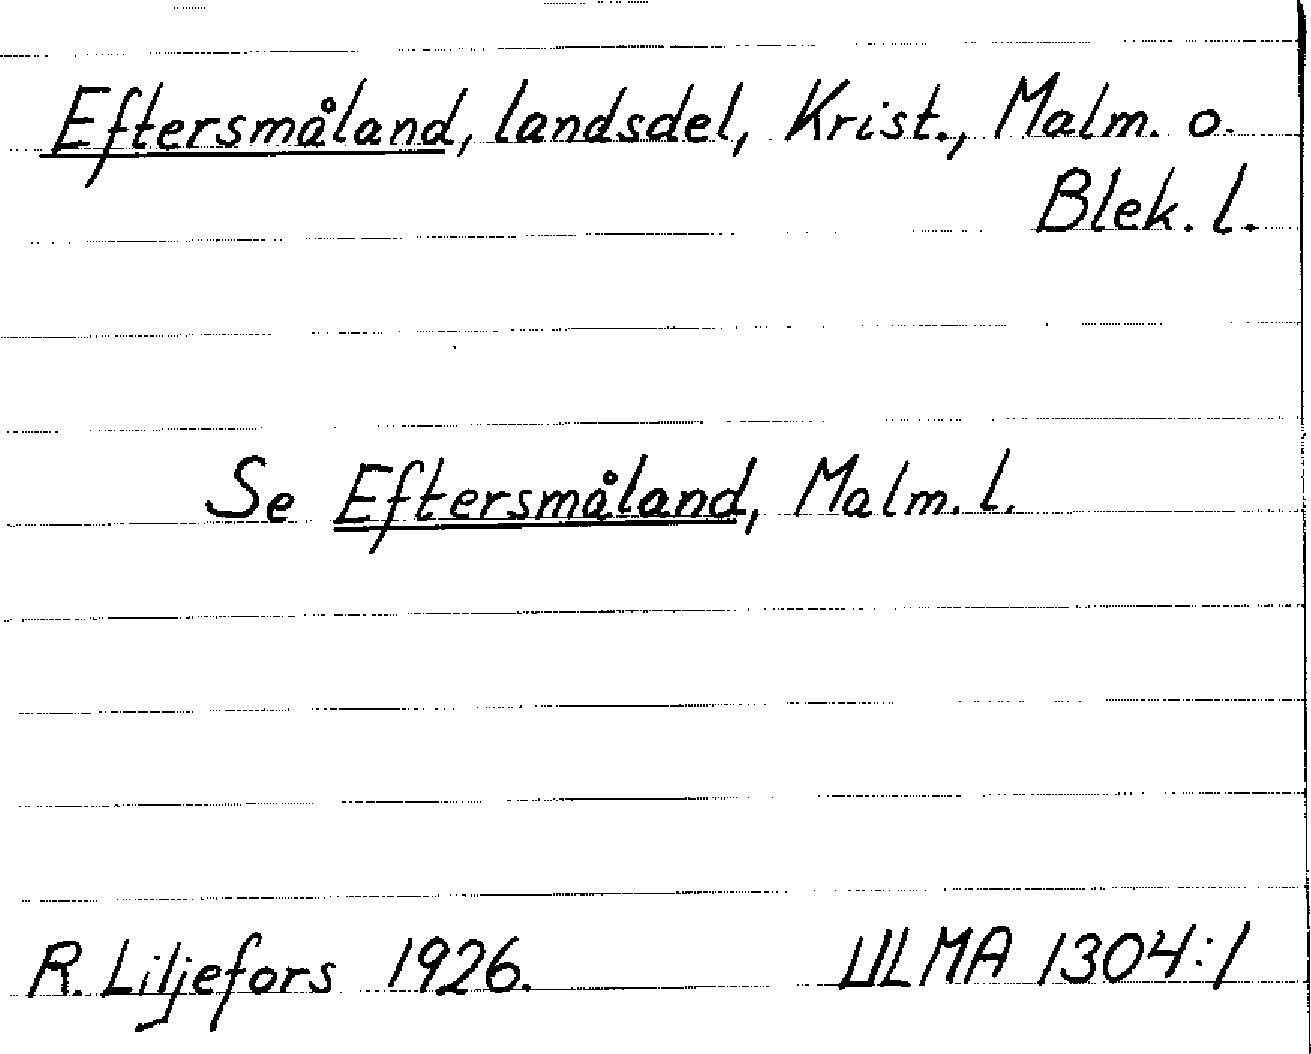 Eftersmåland, landsdel, Krist., Malm. o.
Blek. l.
Se Eftersmåland, Malm. l.
R. Liljefors 1926. ULMA 1304:1